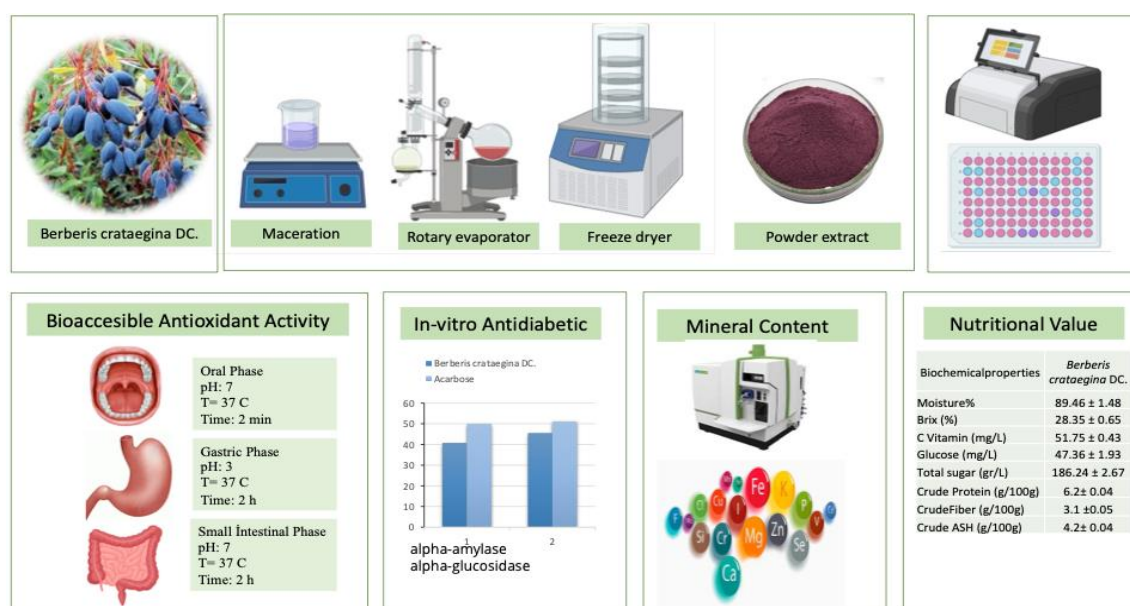 Berberis crataegina DC.
Maceration
Rotary evaporator
Freeze dryer
Powder extract
Bioaccesible Antioxidant Activity
Oral Phase
pH: 7
T= 37 C
Time: 2 min
Gastric Phase
pH: 3
T= 37 C
Time: 2 h
Small İntestinal Phase
pH: 7
T= 37 C
Time: 2 h
In-vitro Antidiabetic
Berberis crataegina DC.
Acarbose
60
50
40
30
20
10
0
1 2
alpha-amylase
alpha-glucosidase
Mineral Content
Fe
K
P
Cu
I
Mg
Zn
V
Si
Cr
Se
Ca
F
Nutritional Value
Biochemicalproperties Berberis
crataegina DC.
Moisture% 89.46 ± 1.48
Brix (%) 28.35 ± 0.65
C Vitamin (mg/L) 51.75 ± 0.43
Glucose (mg/L) 47.36 ± 1.93
Total sugar (gr/L) 186.24 ± 2.67
Crude Protein (g/100g) 6.2± 0.04
CrudeFiber (g/100g) 3.1 ±0.05
Crude ASH (g/100g) 4.2± 0.04